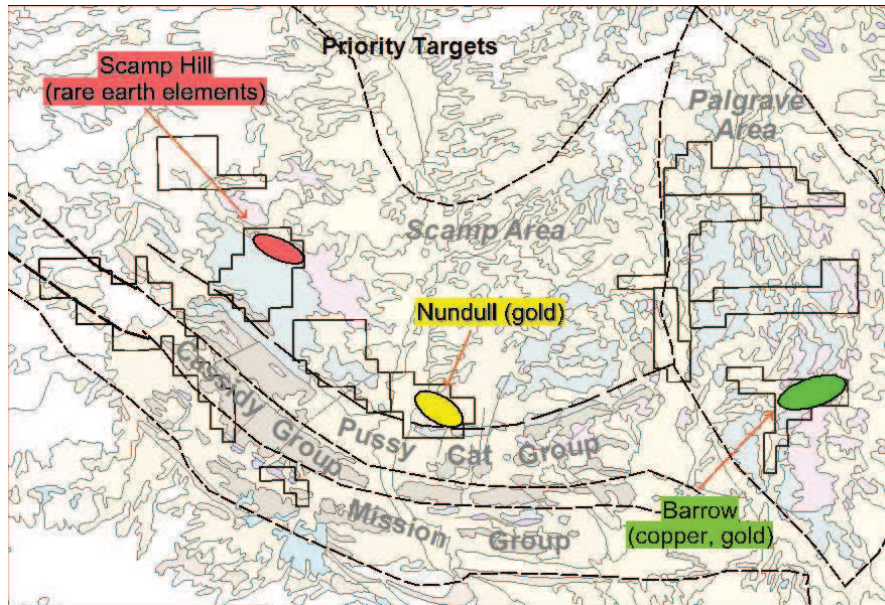 Priority Targets
Scamp Hill
(rare earth elements)
Palgrave
Area
Scamp Area
Nundull (gold)
Cassidy
Group
Pussy Cat Group
Mission Group
Barrow
(copper, gold)